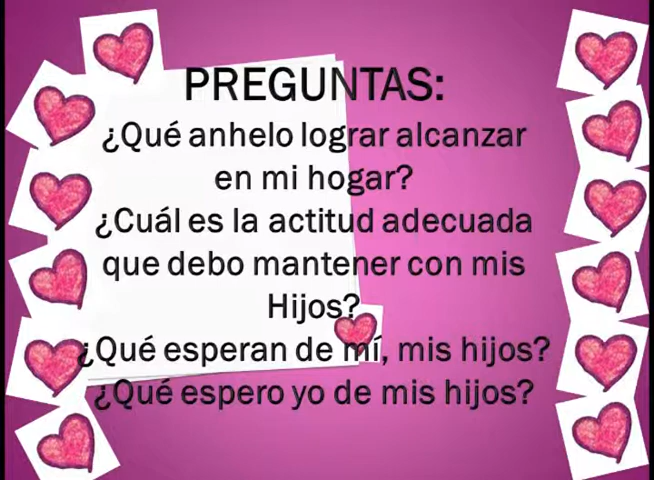 PREGUNTAS:
¿Qué anhelo lograr alcanzar
en mi hogar?
¿Cuál es la actitud adecuada
que debo mantener con mis
Hijos?
¿Qué esperan de mí, mis hijos?
¿Qué espero yo de mis hijos?